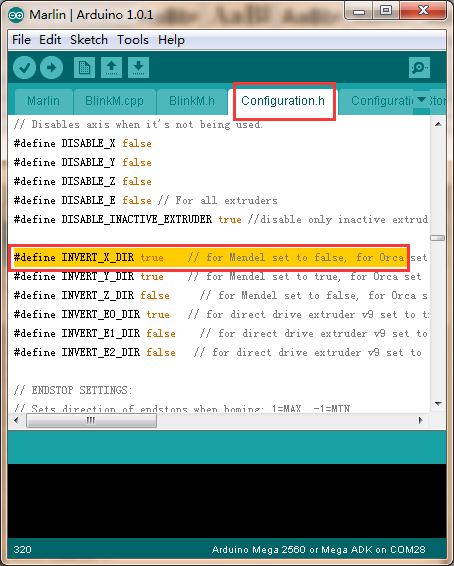 Marlin | Arduino 1.0.1
File Edit Sketch Tools Help
Marlin BlinkM.cpp BlinkM.h Configuration.h Configuratio Stor
// Disables axis when it's not being used.
#define DISABLE_X false
#define DISABLE_Y false
#define DISABLE_Z false
#define DISABLE_E false // For all extruders
#define DISABLE_INACTIVE_EXTRUDER true //disable only inactive extrud
#define INVERT_X_DIR true // for Mendel set to false, for Orca set
#define INVERT_Y_DIR true // for Mendel set to true, for Orca set
#define INVERT_Z_DIR false // for Mendel set to false, for Orca s
#define INVERT_E0_DIR true // for direct drive extruder v9 set to t
#define INVERT_E1_DIR false // for direct drive extruder v9 set to
#define INVERT_E2_DIR false // for direct drive extruder v9 set to
// ENDSTOP SETTINGS:
// Sets direction of endstops when homing; 1=MAX, -1=MIN
320 Arduino Mega 2560 or Mega ADK on COM28